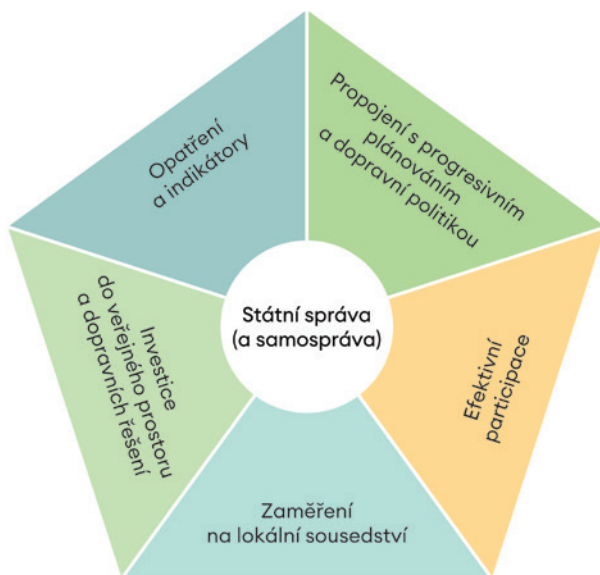 Opatření
a indikátory
Propojení s progresivním
plánováním
a dopravní politikou
Státní správa
(a samospráva)
Investice
do veřejného prostoru
a dopravních řešení
Efektivní
participace
Zaměření
na lokální sousedství